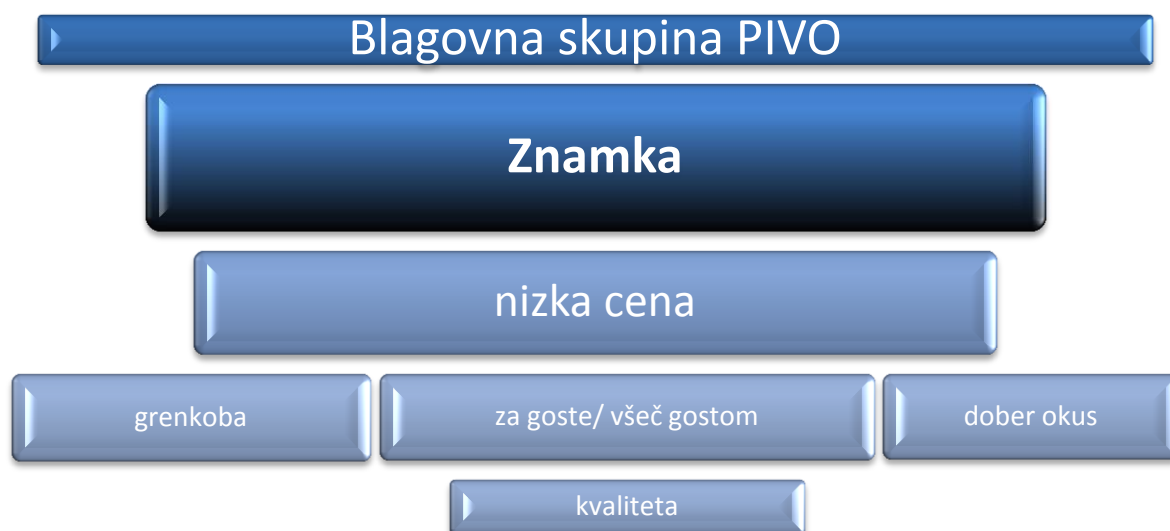 Blagovna skupina PIVO
Znamka
nizka cena
grenkoba
za goste/ všeč gostom
dober okus
kvaliteta